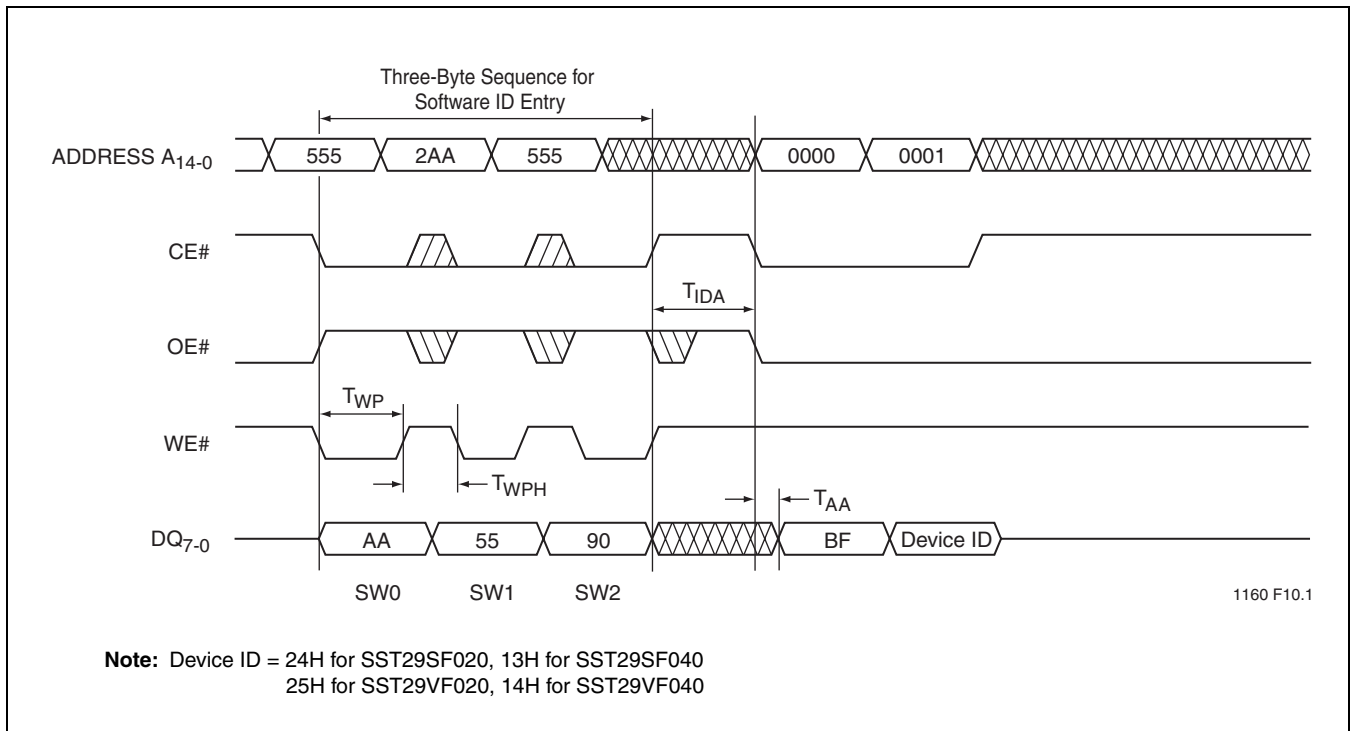 Three-Byte Sequence for
Software ID Entry
ADDRESS A14-0
555
2AA
555
0000
0001
CE#
TIDA
OE#
TWP
WE#
TWPH
TAA
DQ7-0
AA
55
90
BF
Device ID
SW0
SW1
SW2
1160 F10.1
Note: Device ID = 24H for SST29SF020, 13H for SST29SF040
25H for SST29VF020, 14H for SST29VF040